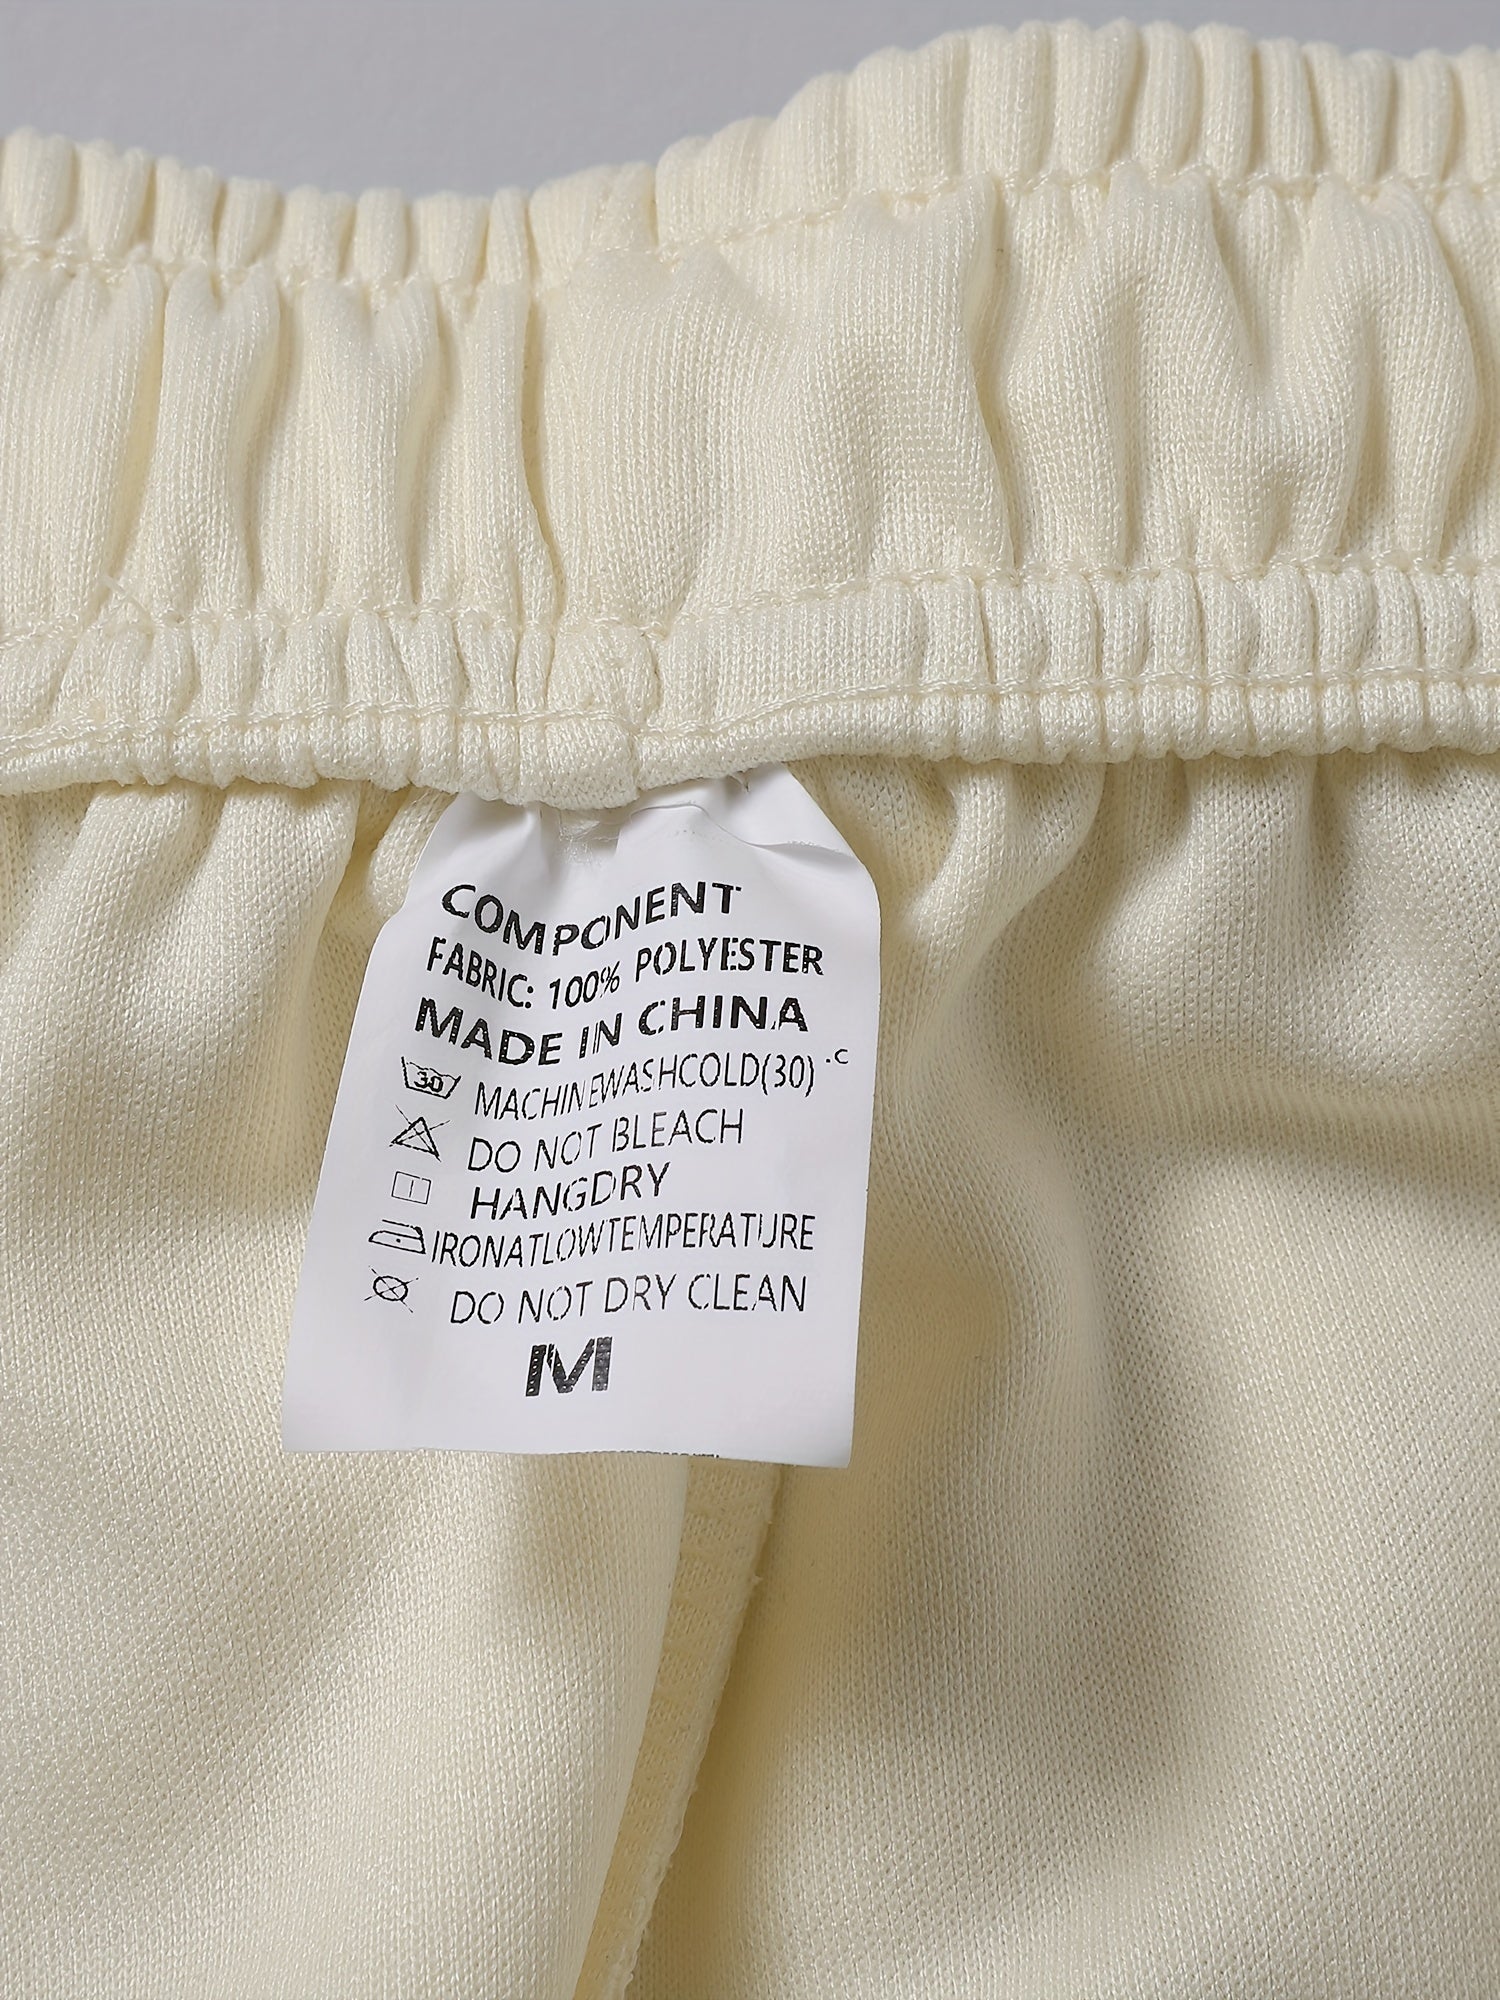 COMPONENT
FABRIC: 100% POLYESTER
MADE IN CHINA
30 MACHINEWASHCOLD(30)·C
DO NOT BLEACH
HANGDRY
IRONATLOWTEMPERATURE
DO NOT DRY CLEAN
M